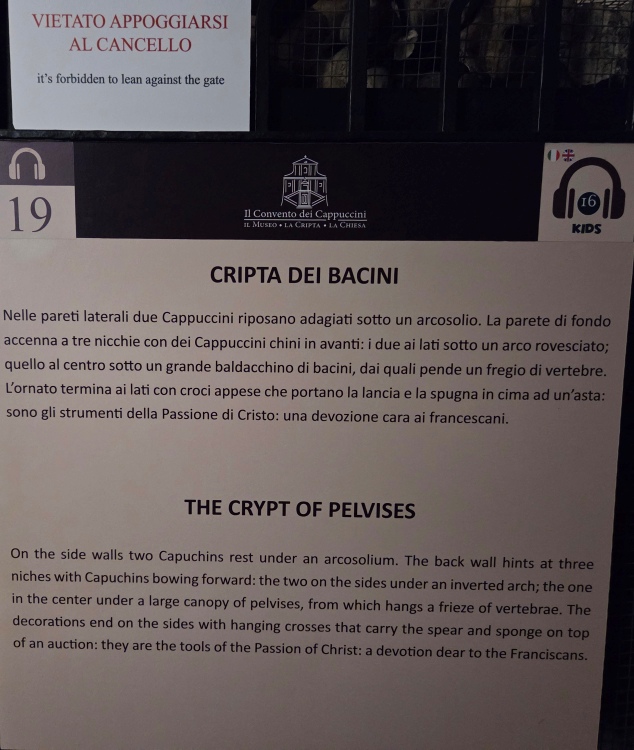 VIETATO APPOGGIARSI
AL CANCELLO
it's forbidden to lean against the gate
19
Il Convento dei Cappuccini
IL MUSEO • LA CRIPTA • LA CHIESA
16
KIDS
CRIPTA DEI BACINI
Nelle pareti laterali due Cappuccini riposano adagiati sotto un arcosolio. La parete di fondo
accenna a tre nicchie con dei Cappuccini chini in avanti: i due ai lati sotto un arco rovesciato;
quello al centro sotto un grande baldacchino di bacini, dai quali pende un fregio di vertebre.
L'ornato termina ai lati con croci appese che portano la lancia e la spugna in cima ad un'asta:
sono gli strumenti della Passione di Cristo: una devozione cara ai francescani.
THE CRYPT OF PELVISES
On the side walls two Capuchins rest under an arcosolium. The back wall hints at three
niches with Capuchins bowing forward: the two on the sides under an inverted arch; the one
in the center under a large canopy of pelvises, from which hangs a frieze of vertebrae. The
decorations end on the sides with hanging crosses that carry the spear and sponge on top
of an auction: they are the tools of the Passion of Christ: a devotion dear to the Franciscans.